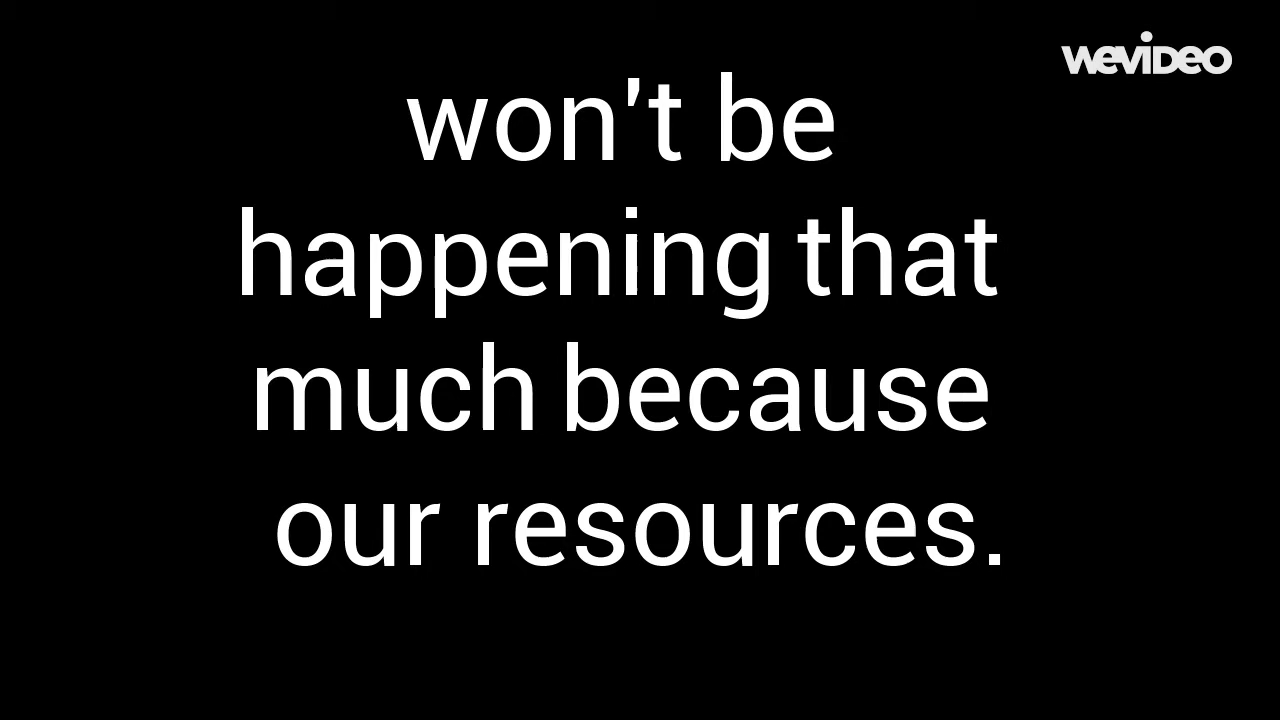 WEVIDEO
won't be
happening that
much because
our resources.